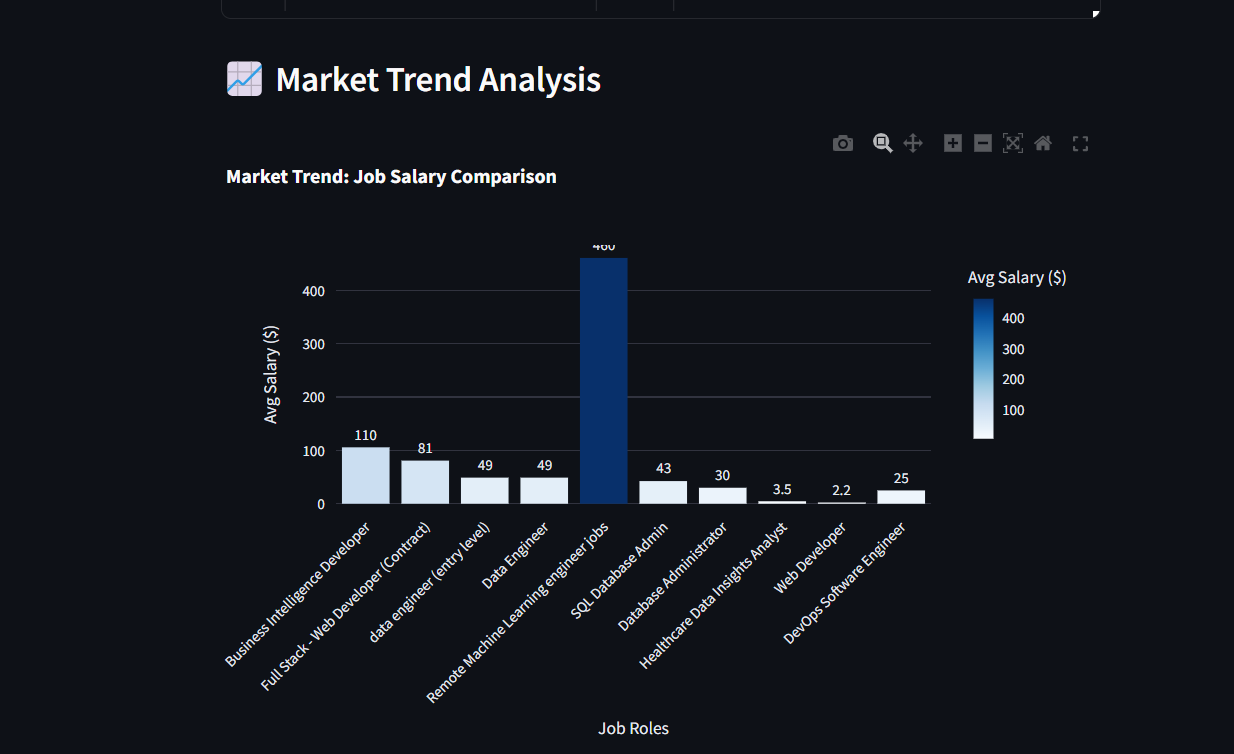 Market Trend Analysis
Market Trend: Job Salary Comparison
460
Avg Salary ($)
400
300
200
100
0
110
81
49
49
43
30
3.5
2.2
25
Avg Salary ($)
400
300
200
100
Business Intelligence Developer
Full Stack - Web Developer (Contract)
data engineer (entry level)
Data Engineer
Remote Machine Learning engineer jobs
SQL Database Admin
Database Administrator
Healthcare Data Insights Analyst
Web Developer
DevOps Software Engineer
Job Roles